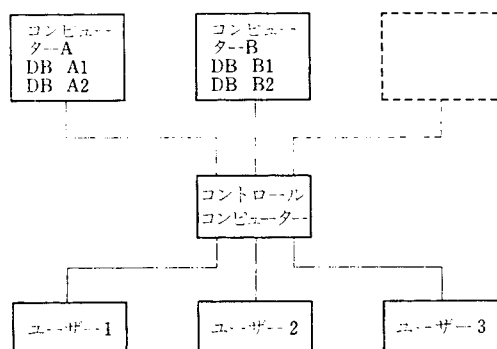 コンピュー
ターA
DB A1
DB A2
コンピュー
ターB
DB B1
DB B2
コントロール
コンピューター
ユーザー1
ユーザー2
ユーザー3